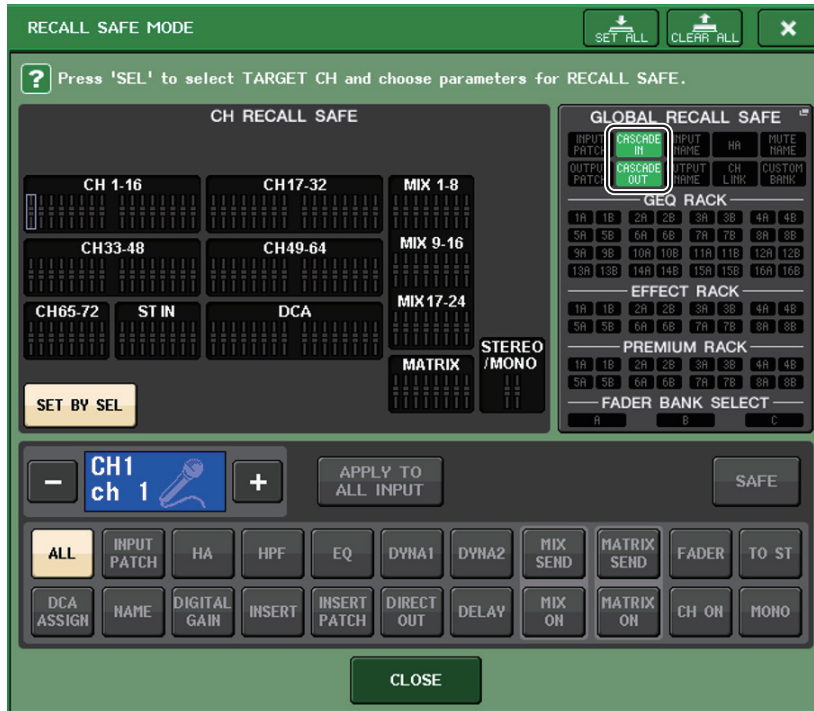 RECALL SAFE MODE
SET ALL
CLEAR ALL
?
Press 'SEL' to select TARGET CH and choose parameters for RECALL SAFE.
CH RECALL SAFE
CH 1-16
CH17-32
MIX 1-8
CH33-48
CH49-64
MIX 9-16
CH65-72
ST IN
DCA
MIX17-24
MATRIX
STEREO
/MONO
SET BY SEL
GLOBAL RECALL SAFE
INPUT PATCH
CASCADE IN
INPUT NAME
HA
MUTE NAME
OUTPUT PATCH
CASCADE OUT
OUTPUT NAME
CH LINK
CUSTOM BANK
GEQ RACK
1A 1B 2A 2B 3A 3B 4A 4B
5A 5B 6A 6B 7A 7B 8A 8B
9A 9B 10A 10B 11A 11B 12A 12B
13A 13B 14A 14B 15A 15B 16A 16B
EFFECT RACK
1A 1B 2A 2B 3A 3B 4A 4B
5A 5B 6A 6B 7A 7B 8A 8B
PREMIUM RACK
1A 1B 2A 2B 3A 3B 4A 4B
5A 5B 6A 6B 7A 7B 8A 8B
FADER BANK SELECT
A B C
−
CH1
ch 1
+
APPLY TO
ALL INPUT
SAFE
ALL
INPUT PATCH
HA
HPF
EQ
DYNA1
DYNA2
MIX SEND
MATRIX SEND
FADER
TO ST
DCA ASSIGN
NAME
DIGITAL GAIN
INSERT
INSERT PATCH
DIRECT OUT
DELAY
MIX ON
MATRIX ON
CH ON
MONO
CLOSE